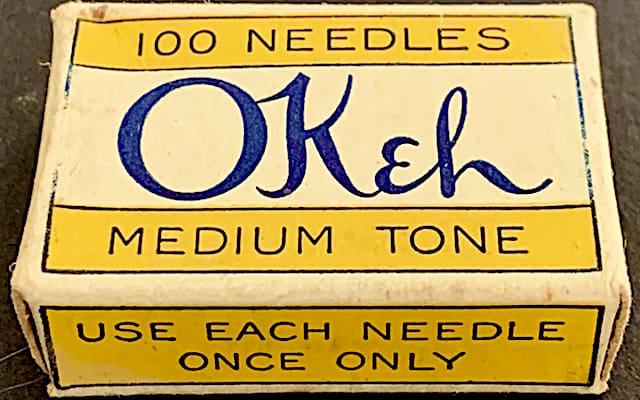 100 NEEDLES
OKeh
MEDIUM TONE
USE EACH NEEDLE
ONCE ONLY